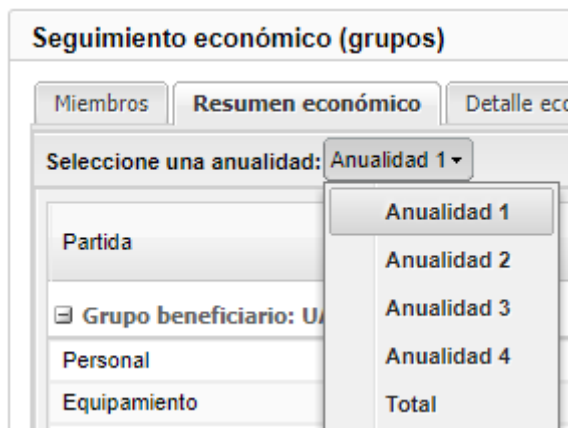 Seguimiento económico (grupos)
Miembros Resumen económico Detalle
Seleccione una anualidad: Anualidad 1
Anualidad 1
Partida
Anualidad 2
Grupo beneficiario:
Anualidad 3
Personal
Anualidad 4
Equipamiento
Total